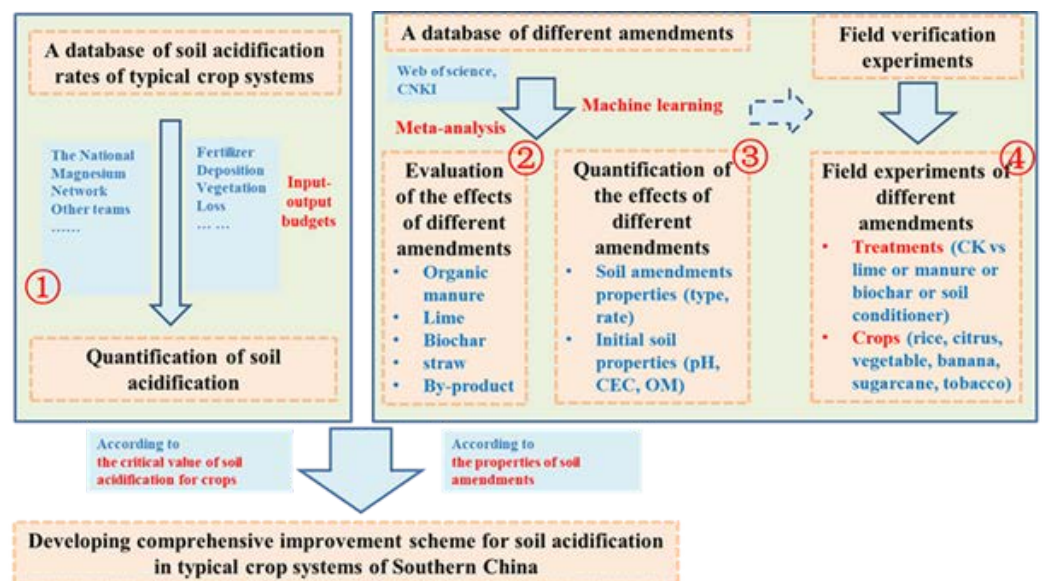 A database of soil acidification
rates of typical crop systems
The National
Magnesium
Network
Other teams
......
Fertilizer
Deposition
Vegetation
Loss
... ...
Input-
output
budgets
①
Quantification of soil
acidification
A database of different amendments
Web of science,
CNKI
Meta-analysis
Machine learning
②
Evaluation
of the effects
of different
amendments
• Organic
manure
• Lime
• Biochar
• straw
• By-product
③
Quantification of
the effects of
different
amendments
• Soil amendments
properties (type,
rate)
• Initial soil
properties (pH,
CEC, OM)
Field verification
experiments
④
Field experiments of
different
amendments
• Treatments (CK vs
lime or manure or
biochar or soil
conditioner)
• Crops (rice, citrus,
vegetable, banana,
sugarcane, tobacco)
According to
the critical value of soil
acidification for crops
According to
the properties of soil
amendments
Developing comprehensive improvement scheme for soil acidification
in typical crop systems of Southern China